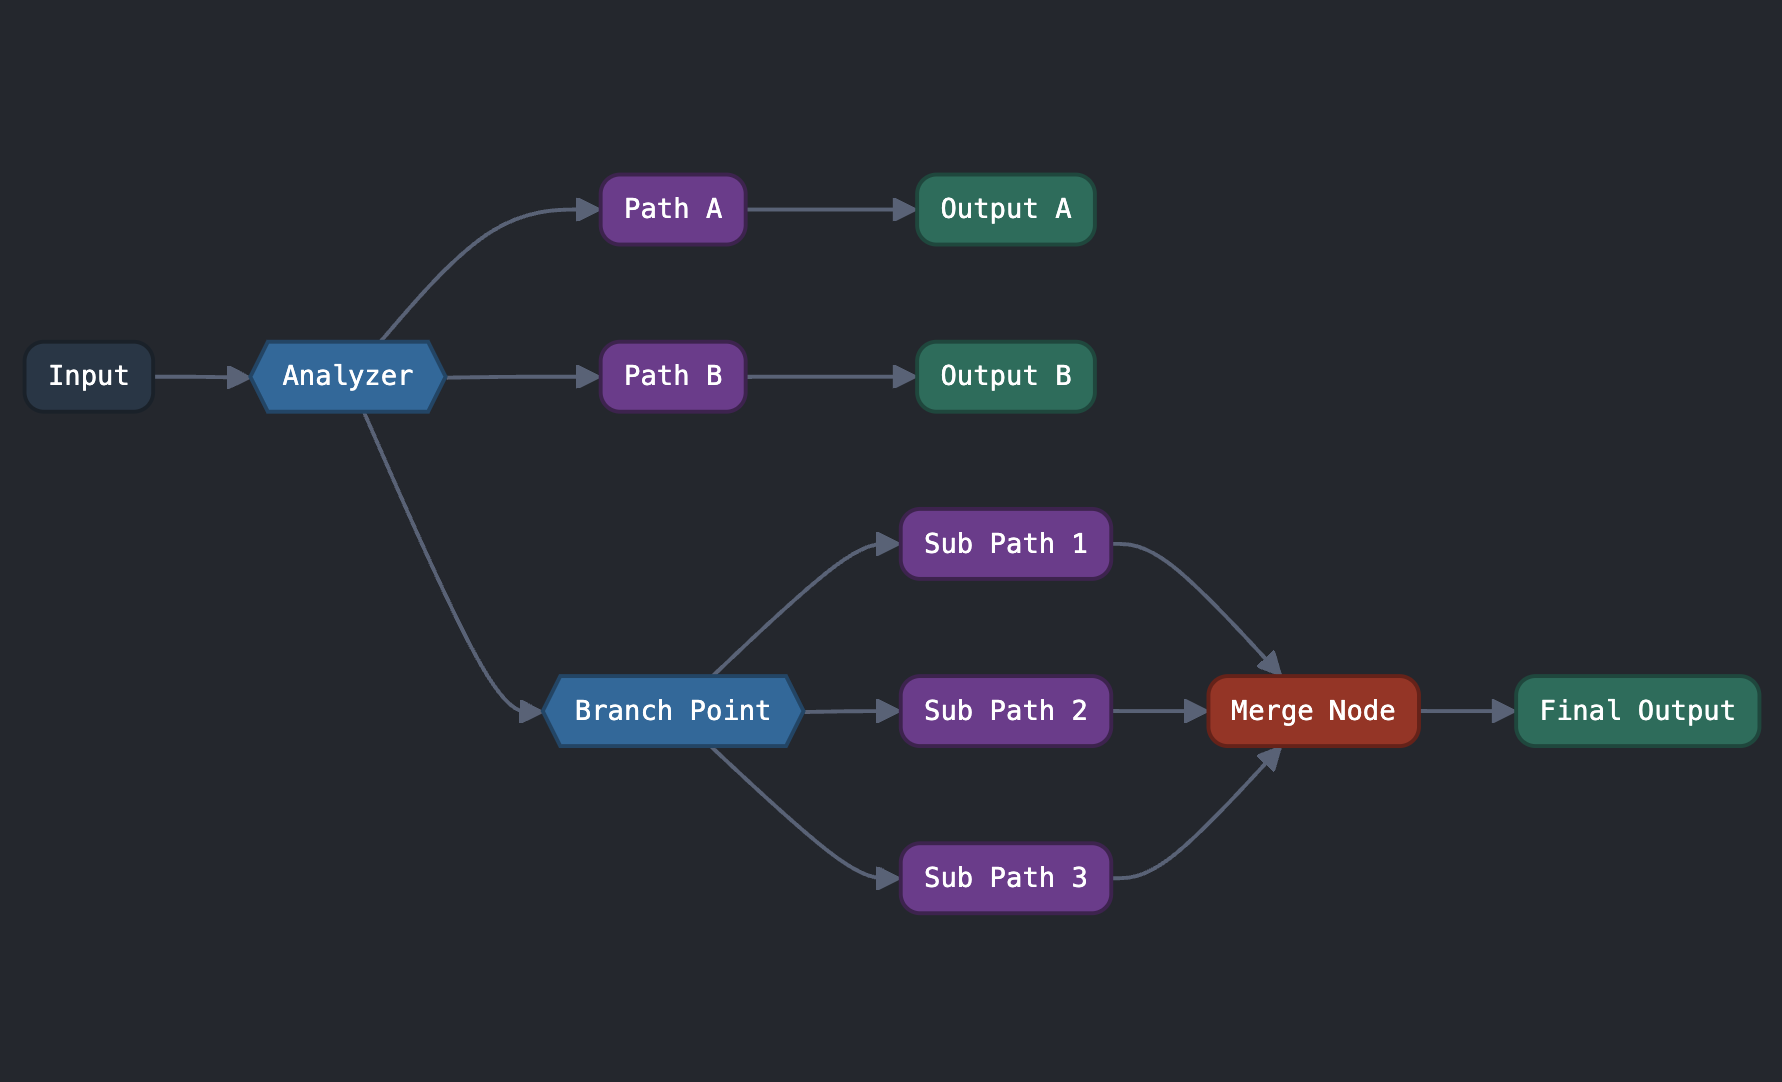 Path A
Output A
Input
Analyzer
Path B
Output B
Sub Path 1
Branch Point
Sub Path 2
Merge Node
Final Output
Sub Path 3